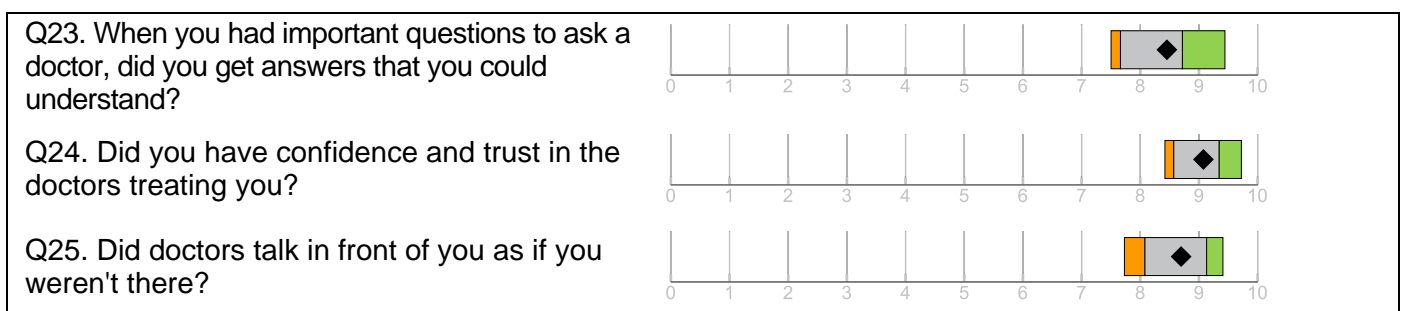 Q23. When you had important questions to ask a
doctor, did you get answers that you could
understand?
0 1 2 3 4 5 6 7 8 9 10
Q24. Did you have confidence and trust in the
doctors treating you?
0 1 2 3 4 5 6 7 8 9 10
Q25. Did doctors talk in front of you as if you
weren't there?
0 1 2 3 4 5 6 7 8 9 10